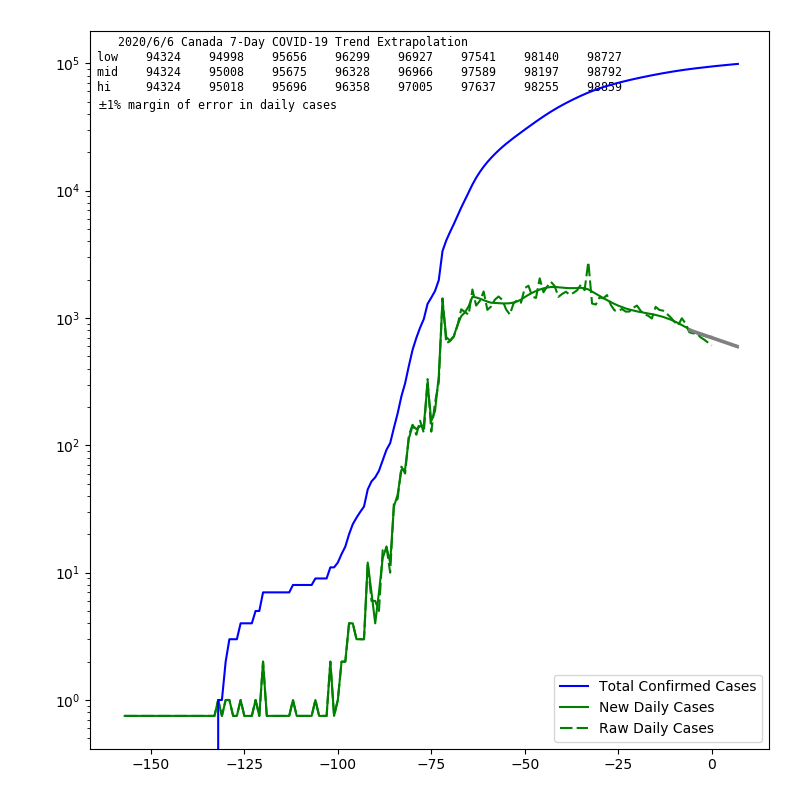 2020/6/6 Canada 7-Day COVID-19 Trend Extrapolation
low 94324 94998 95656 96299 96927 97541 98140 98727
mid 94324 95008 95675 96328 96966 97589 98197 98792
hi 94324 95018 95696 96358 97005 97637 98255 98859
±1% margin of error in daily cases
10⁵
10⁴
10³
10²
10¹
10⁰
−150 −125 −100 −75 −50 −25 0
Total Confirmed Cases
New Daily Cases
Raw Daily Cases